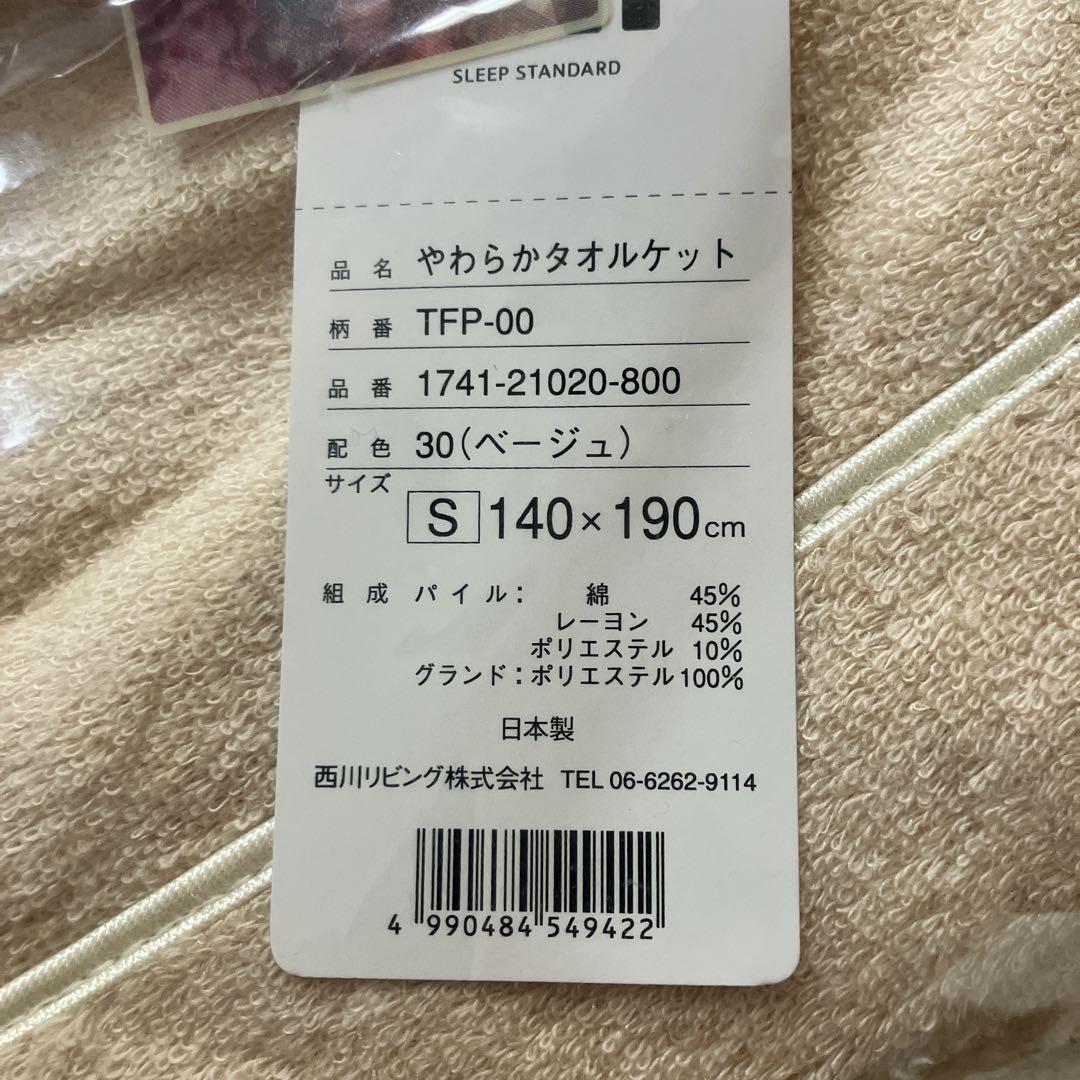 SLEEP STANDARD
品名 やわらかタオルケット
柄番 TFP-00
品番 1741-21020-800
配色 30(ベージュ)
サイズ S 140×190cm
組成 パイル: 綿 45%
レーヨン 45%
ポリエステル 10%
グランド:ポリエステル100%
日本製
西川リビング株式会社 TEL 06-6262-9114
4 990484 549422